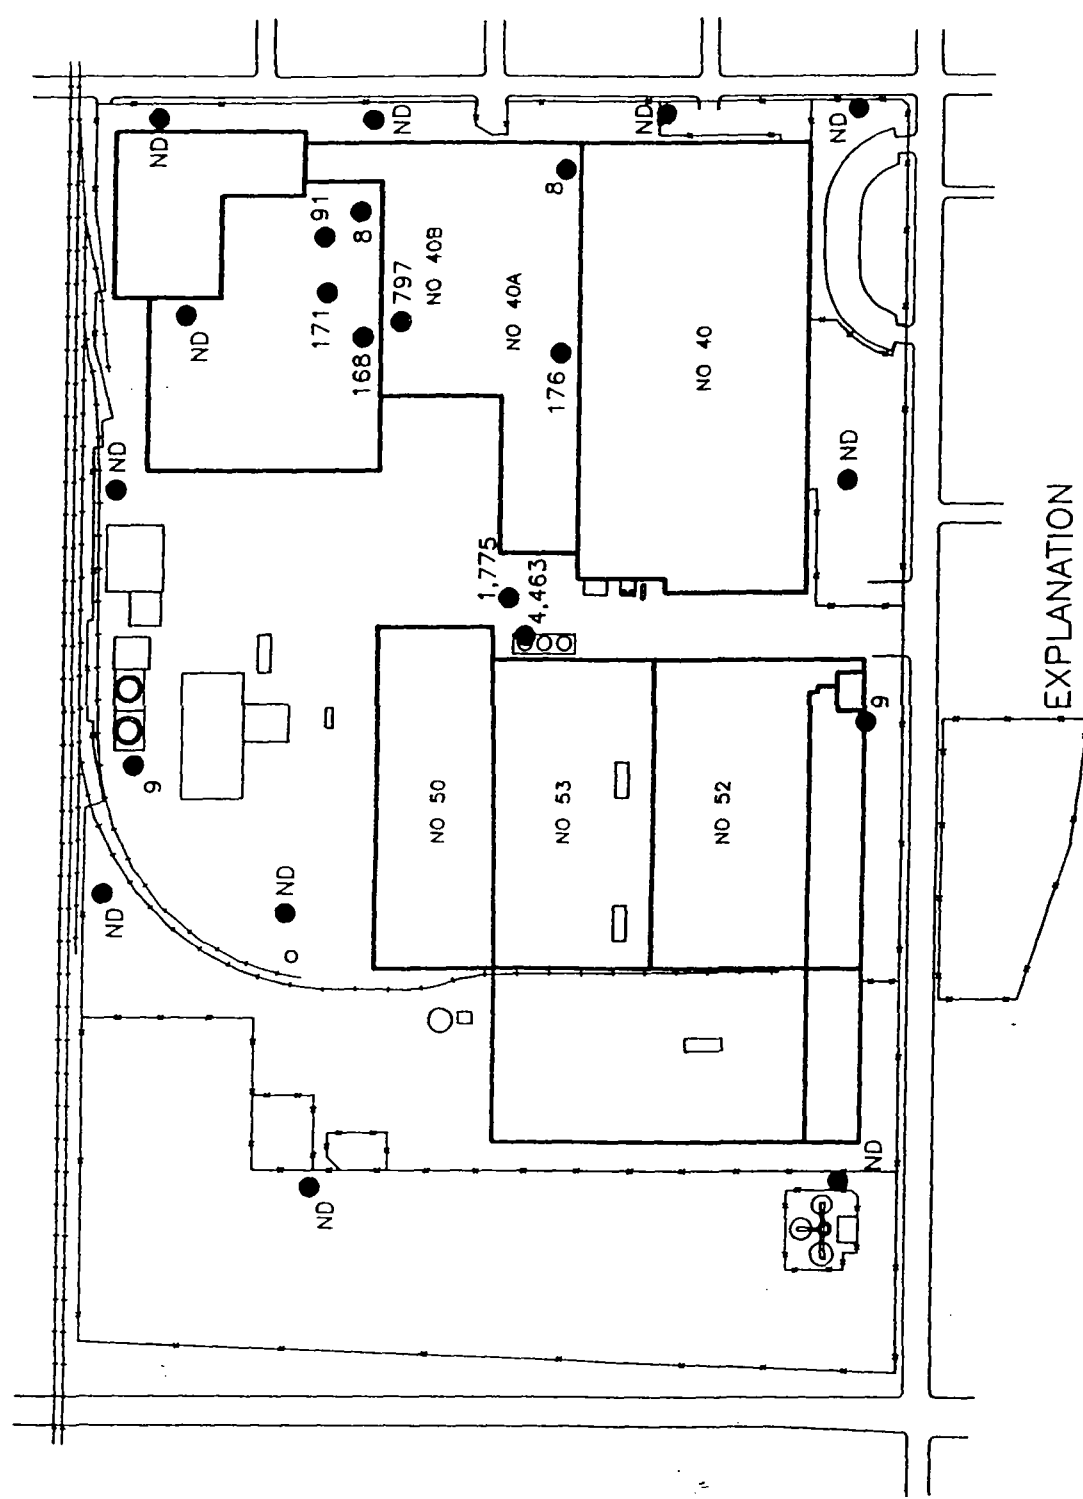 ND
ND
9
ND
ND
ND
ND
171
91
168
8
797
ND
NO 50
NO 40B
1,775
NO 40A
4,463
176
8
NO 53
ND
NO 52
NO 40
ND
ND
ND
9
EXPLANATION